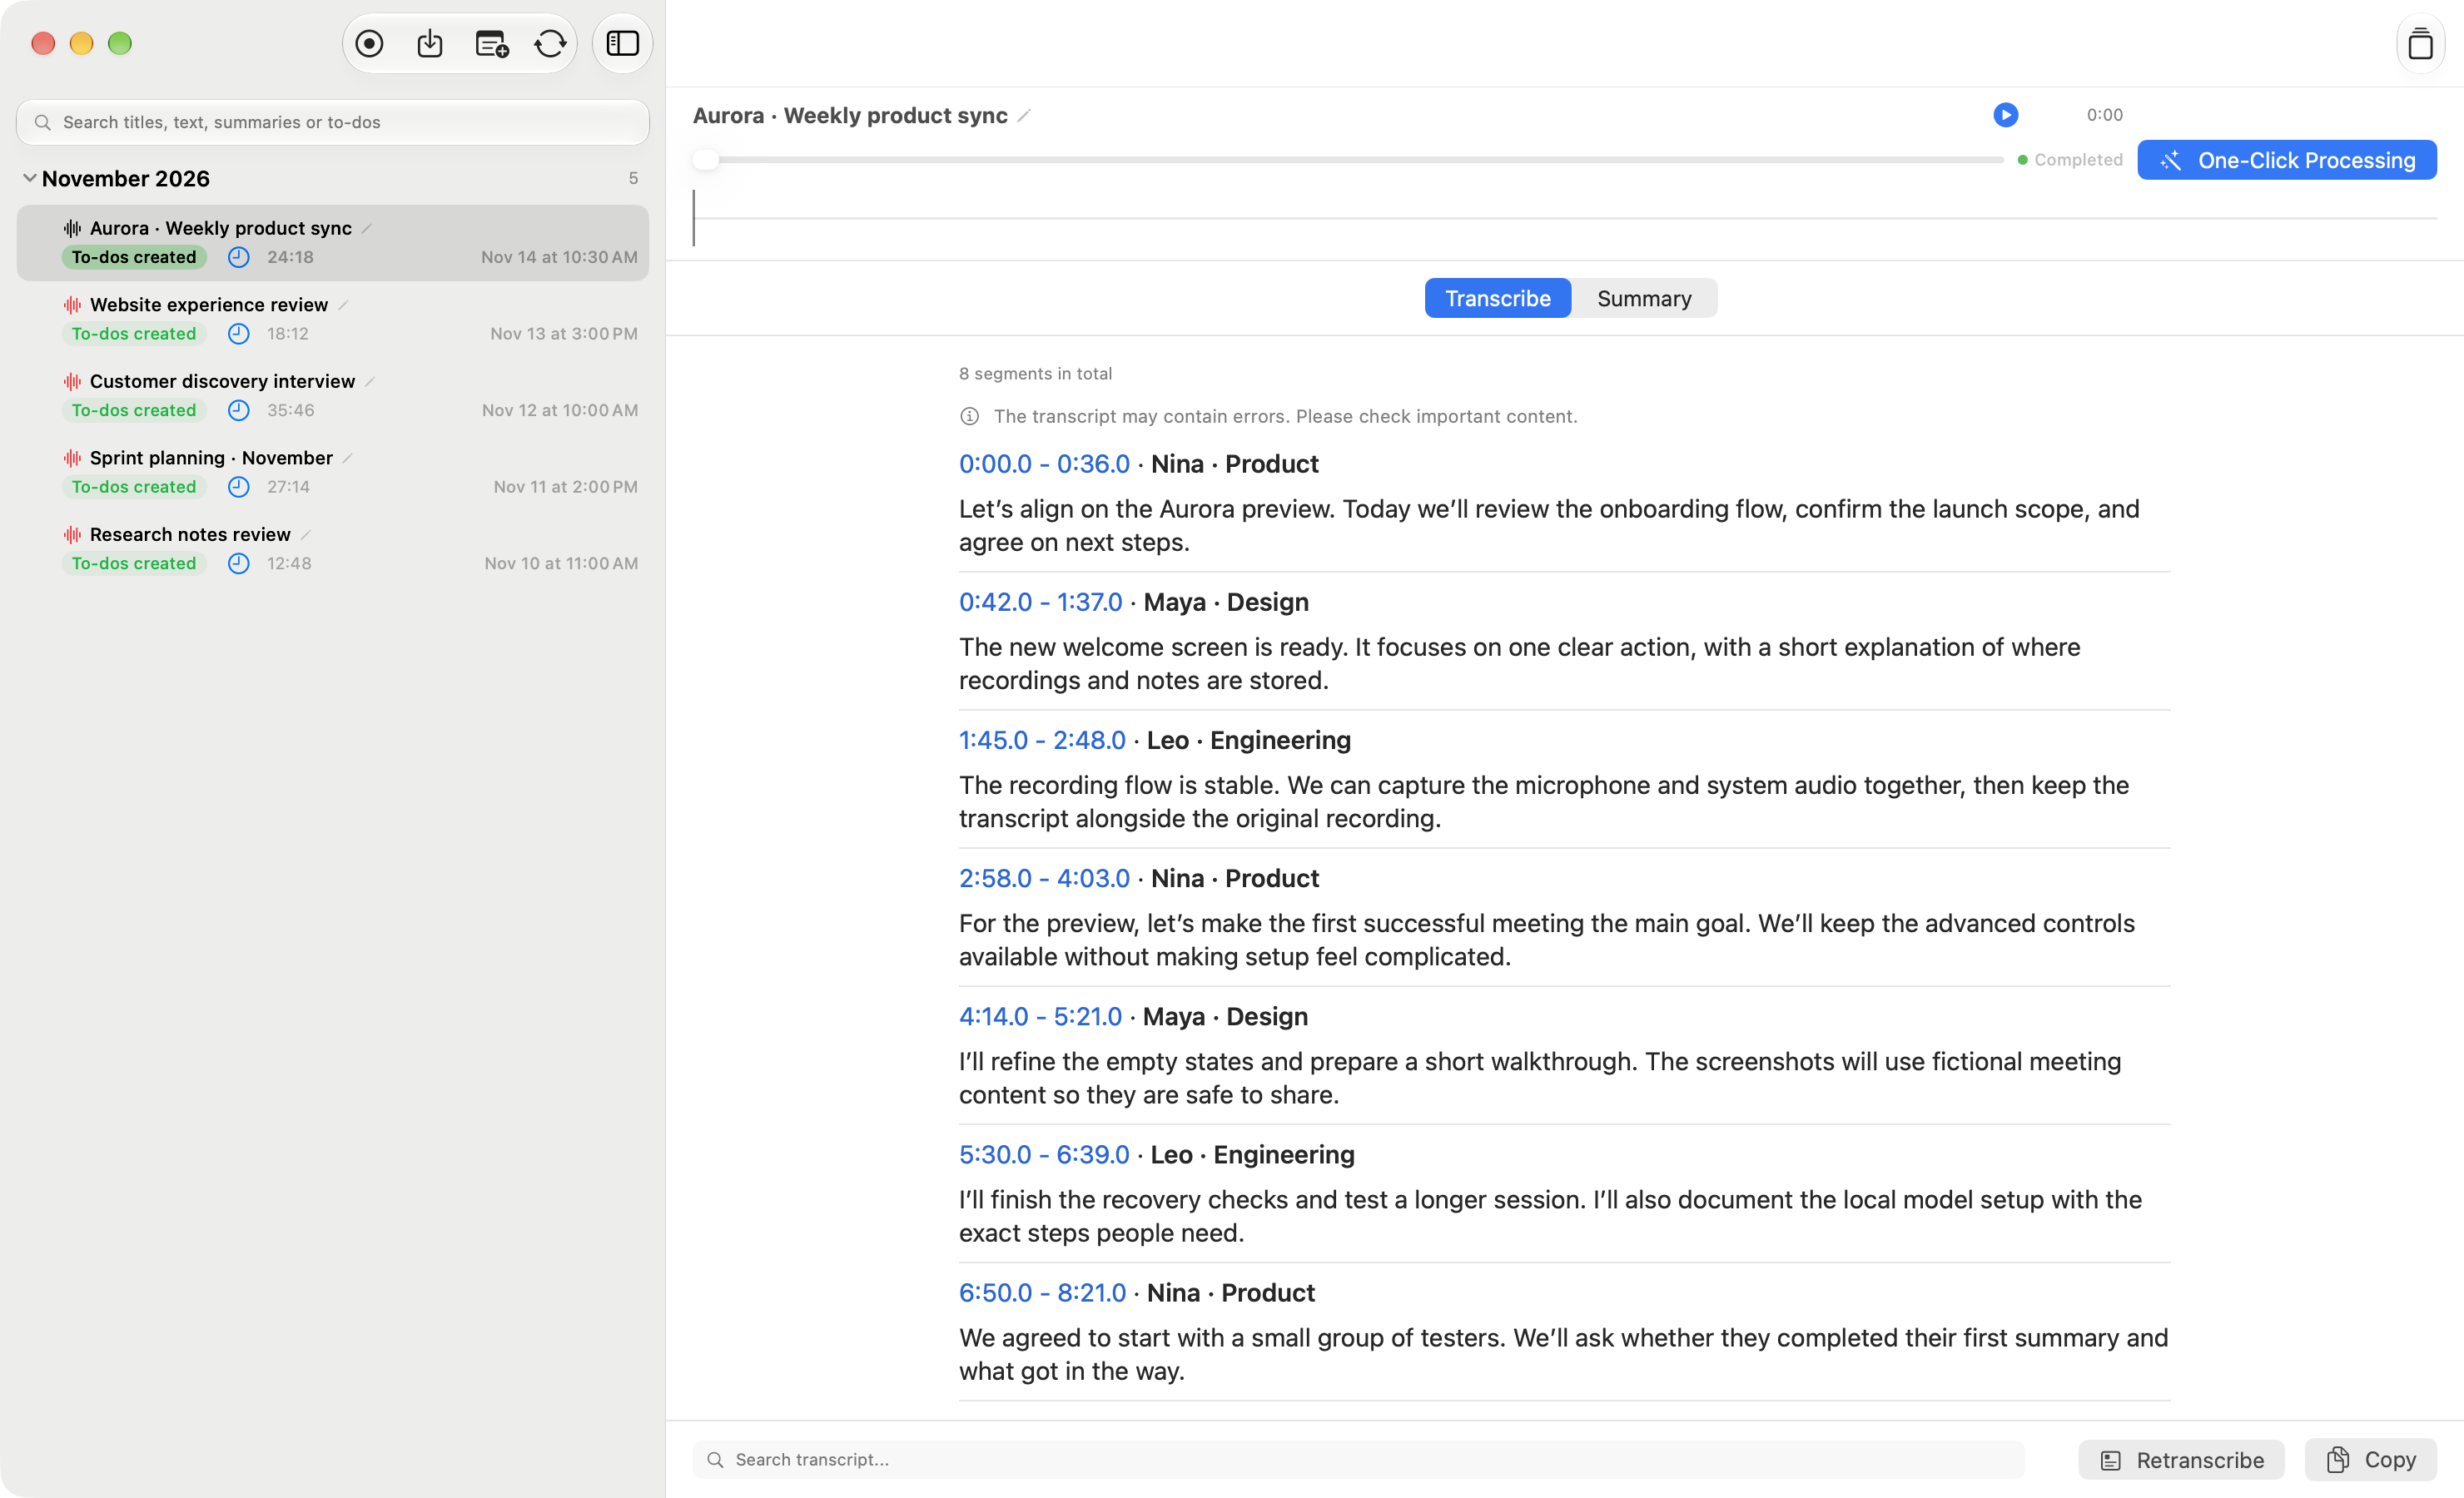 Search titles, text, summaries or to-dos
November 2026
5
Aurora · Weekly product sync
To-dos created
24:18
Nov 14 at 10:30 AM
Website experience review
To-dos created
18:12
Nov 13 at 3:00 PM
Customer discovery interview
To-dos created
35:46
Nov 12 at 10:00 AM
Sprint planning · November
To-dos created
27:14
Nov 11 at 2:00 PM
Research notes review
To-dos created
12:48
Nov 10 at 11:00 AM
Aurora · Weekly product sync
0:00
Completed
One-Click Processing
Transcribe
Summary
8 segments in total
The transcript may contain errors. Please check important content.
0:00.0 - 0:36.0 · Nina · Product
Let’s align on the Aurora preview. Today we’ll review the onboarding flow, confirm the launch scope, and
agree on next steps.
0:42.0 - 1:37.0 · Maya · Design
The new welcome screen is ready. It focuses on one clear action, with a short explanation of where
recordings and notes are stored.
1:45.0 - 2:48.0 · Leo · Engineering
The recording flow is stable. We can capture the microphone and system audio together, then keep the
transcript alongside the original recording.
2:58.0 - 4:03.0 · Nina · Product
For the preview, let’s make the first successful meeting the main goal. We’ll keep the advanced controls
available without making setup feel complicated.
4:14.0 - 5:21.0 · Maya · Design
I’ll refine the empty states and prepare a short walkthrough. The screenshots will use fictional meeting
content so they are safe to share.
5:30.0 - 6:39.0 · Leo · Engineering
I’ll finish the recovery checks and test a longer session. I’ll also document the local model setup with the
exact steps people need.
6:50.0 - 8:21.0 · Nina · Product
We agreed to start with a small group of testers. We’ll ask whether they completed their first summary and
what got in the way.
Search transcript...
Retranscribe
Copy